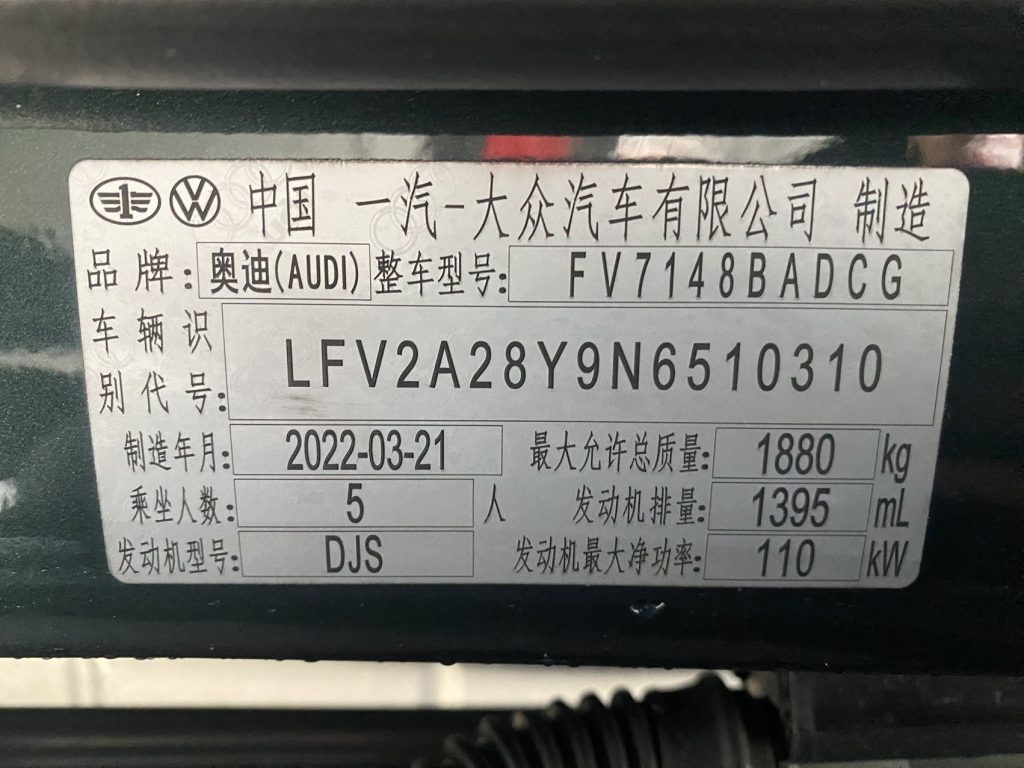 中国 一汽-大众汽车有限公司 制造
品牌: 奥迪(AUDI) 整车型号: FV7148BADCG
车辆识别代号: LFV2A28Y9N6510310
制造年月: 2022-03-21 最大允许总质量: 1880 kg
乘坐人数: 5 人 发动机排量: 1395 mL
发动机型号: DJS 发动机最大净功率: 110 kW